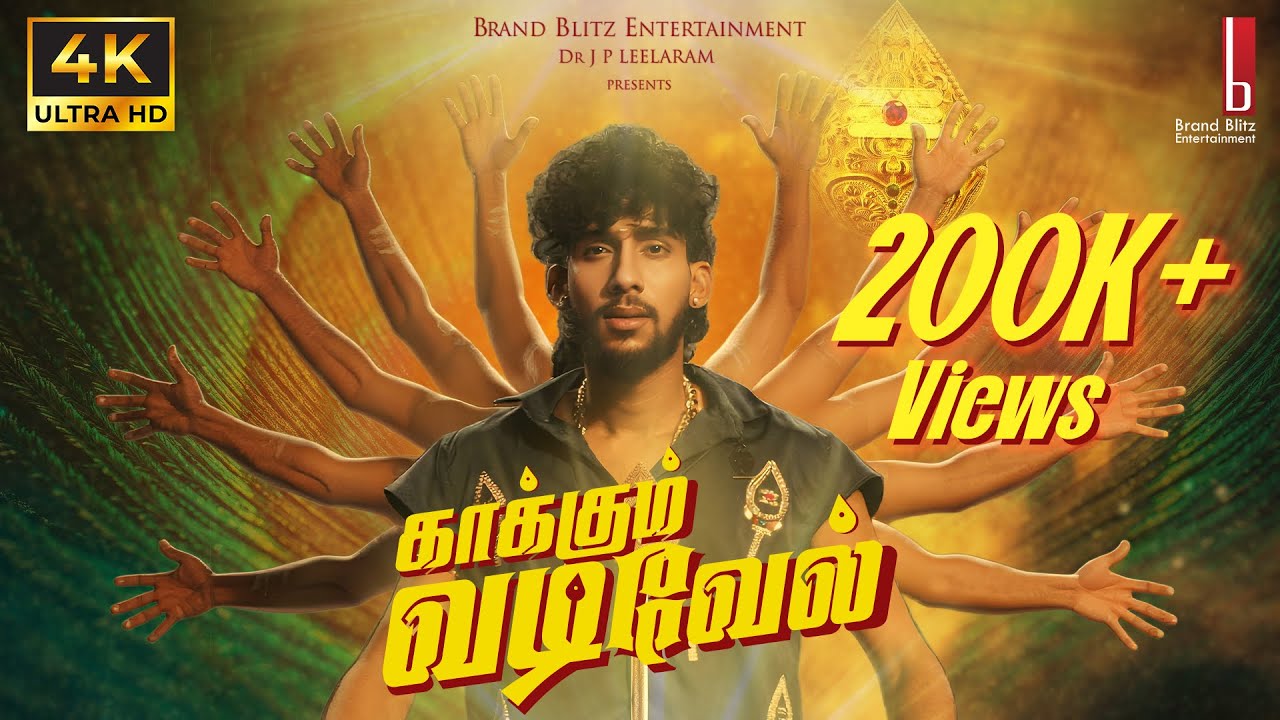 4K
ULTRA HD
BRAND BLITZ ENTERTAINMENT
DR J P LEELARAM
PRESENTS
b
Brand Blitz
Entertainment
200K+
Views
காக்கும்
வடிவேல்